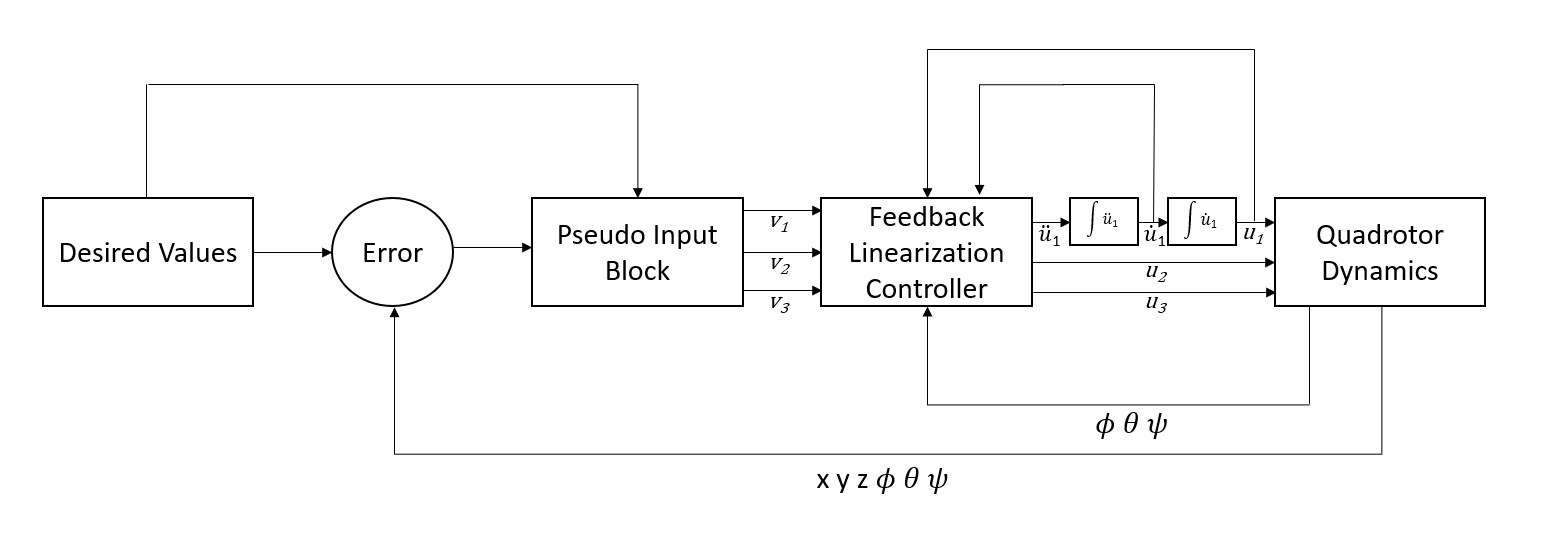 Desired Values
Error
Pseudo Input
Block
v₁
v₂
v₃
Feedback
Linearization
Controller
ü₁
∫ ü₁
u̇₁
∫ u̇₁
u₁
u₂
u₃
Quadrotor
Dynamics
ϕ θ ψ
x y z ϕ θ ψ